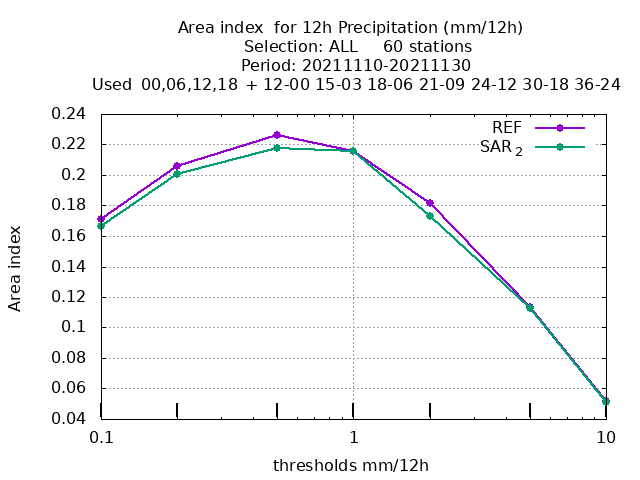 Area index  for 12h Precipitation (mm/12h)
Selection: ALL     60 stations
Period: 20211110-20211130
Used  00,06,12,18  + 12-00 15-03 18-06 21-09 24-12 30-18 36-24
REF
SAR 2
0.24
0.22
0.2
0.18
0.16
0.14
0.12
0.1
0.08
0.06
0.04
Area index
0.1 1 10
thresholds mm/12h